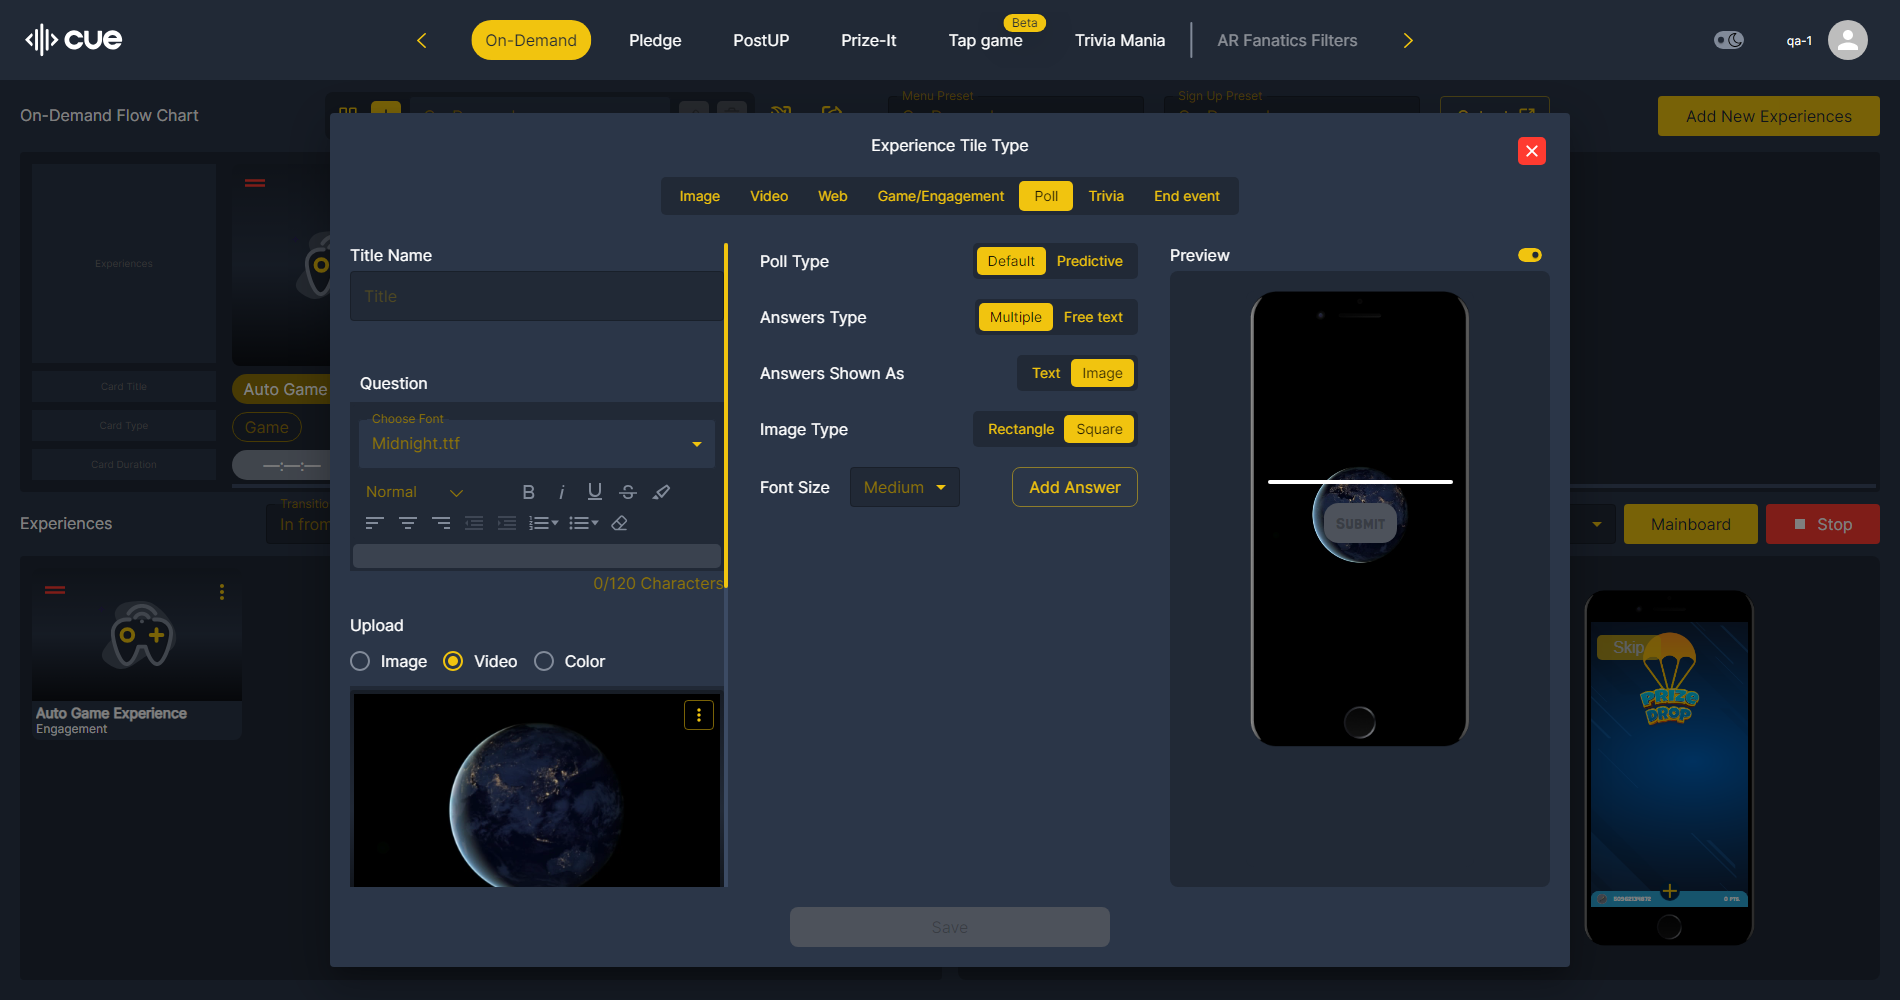 cue
On-Demand
Pledge
PostUP
Prize-It
Tap game
Beta
Trivia Mania
AR Fanatics Filters
qa-1
On-Demand Flow Chart
Menu Preset
Sign Up Preset
Add New Experiences
Experience Tile Type
Image
Video
Web
Game/Engagement
Poll
Trivia
End event
Experiences
Card Title
Card Type
Card Duration
Auto Game
Game
—:—:—
Title Name
Title
Question
Choose Font
Midnight.ttf
Normal
0/120 Characters
Upload
Image
Video
Color
Poll Type
Default
Predictive
Answers Type
Multiple
Free text
Answers Shown As
Text
Image
Image Type
Rectangle
Square
Font Size
Medium
Add Answer
Preview
SUBMIT
Save
Experiences
Transition
In from
Mainboard
Stop
Auto Game Experience
Engagement
Skip
PRIZE
DROP
0 PTS